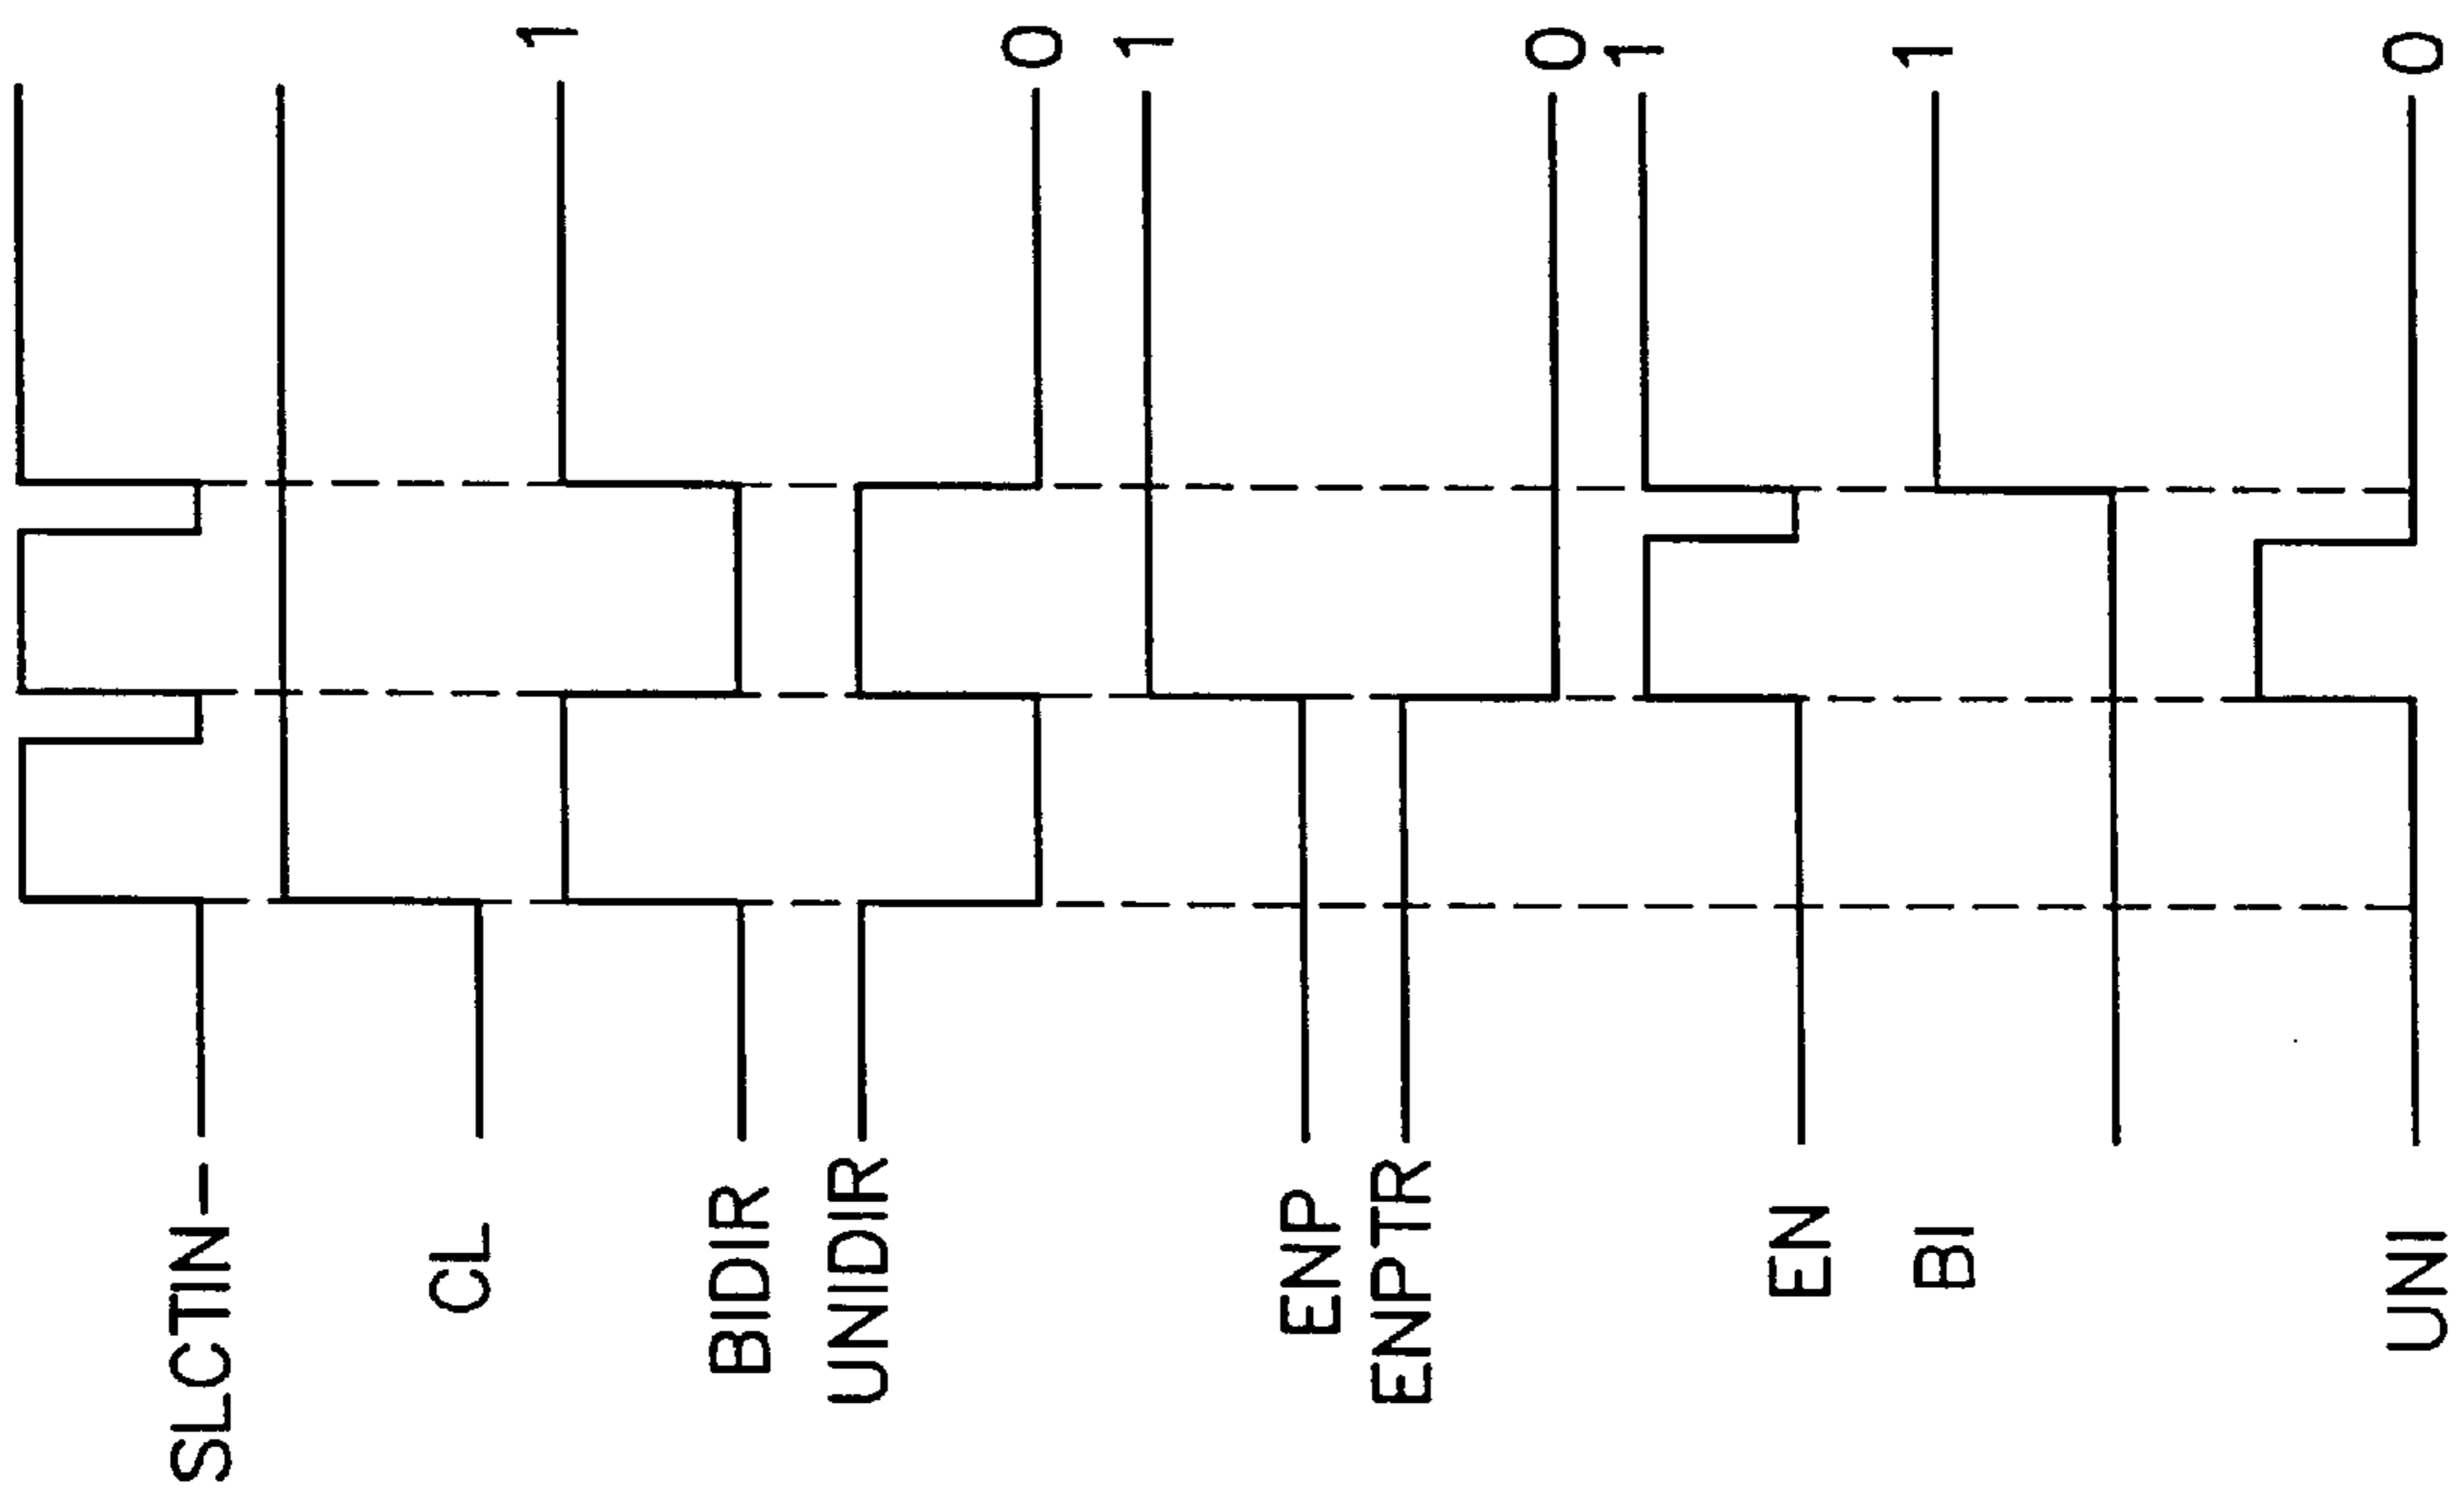 SLCTIN–
CL
BIDIR 1
UNIDIR 0
ENP 1
ENPTR 0
EN 1
BI 1
UNI 0